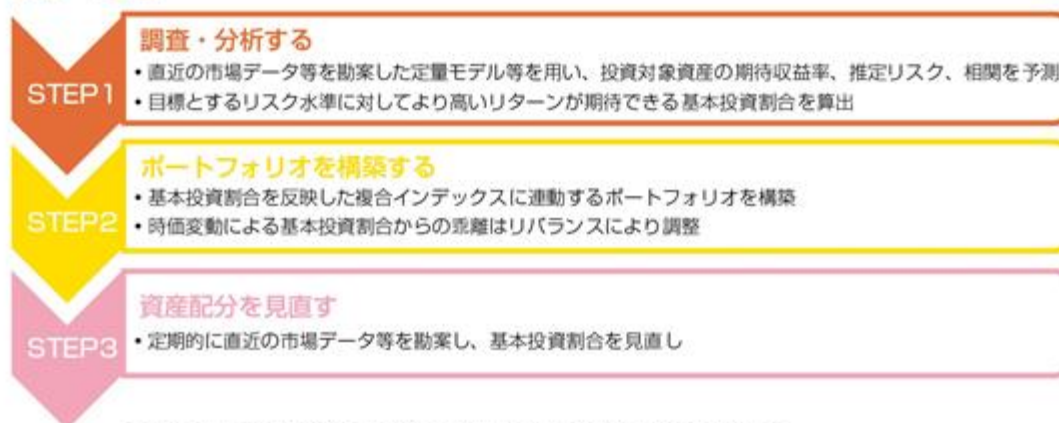 STEP1
調査・分析する
• 直近の市場データ等を勘案した定量モデル等を用い、投資対象資産の期待収益率、推定リスク、相関を予測
• 目標とするリスク水準に対してより高いリターンが期待できる基本投資割合を算出
STEP2
ポートフォリオを構築する
• 基本投資割合を反映した複合インデックスに連動するポートフォリオを構築
• 時価変動による基本投資割合からの乖離はリバランスにより調整
STEP3
資産配分を見直す
• 定期的に直近の市場データ等を勘案し、基本投資割合を見直し